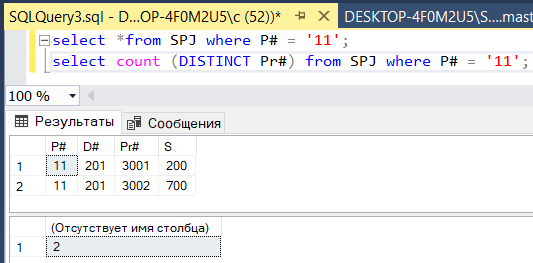 SQLQuery3.sql - D...OP-4F0M2U5\c (52))* DESKTOP-4F0M2U5\S....mast
select *from SPJ where P# = '11';
select count (DISTINCT Pr#) from SPJ where P# = '11';
100 %
Результаты Сообщения
P# D# Pr# S
1 11 201 3001 200
2 11 201 3002 700
(Отсутствует имя столбца)
1 2